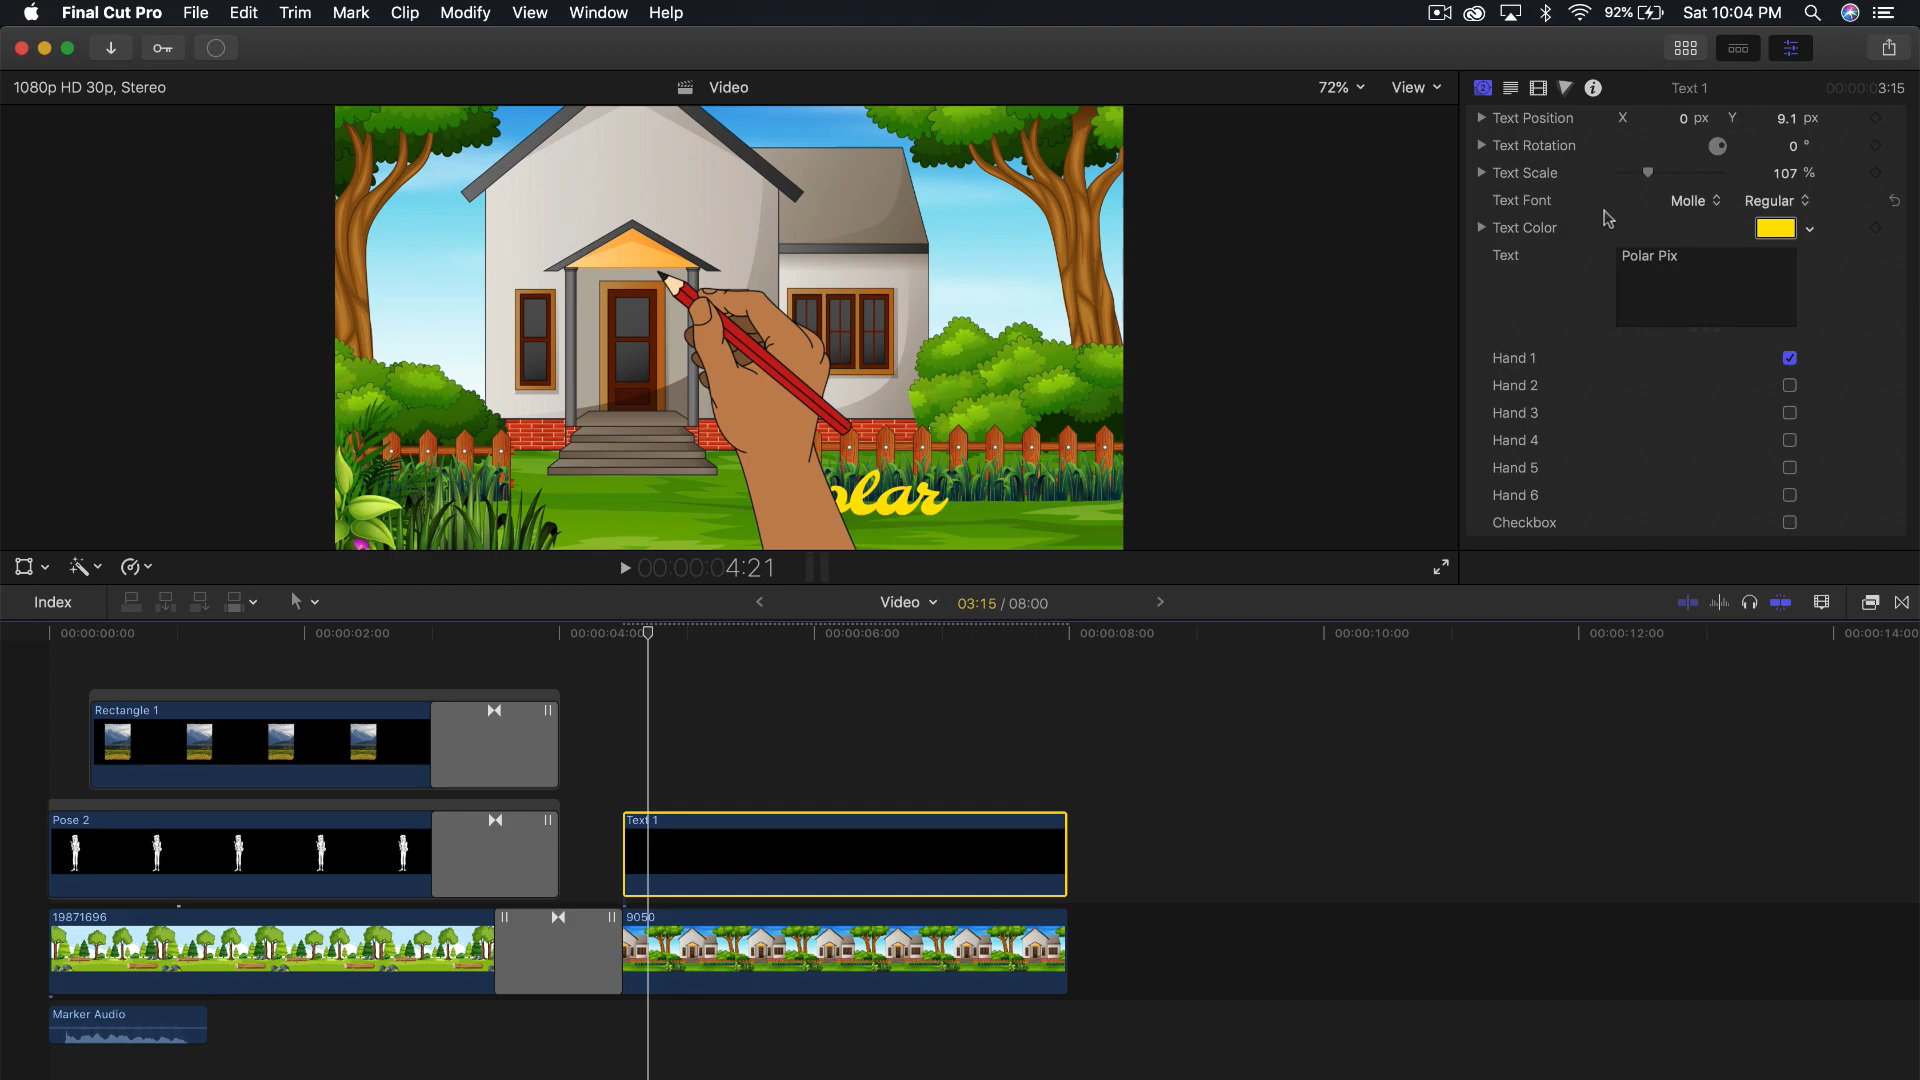 Final Cut Pro File Edit Trim Mark Clip Modify View Window Help 92% Sat 10:04 PM
1080p HD 30p, Stereo Video 72% View Text 1 00:00:03:15
Text Position X 0 px Y 9.1 px
Text Rotation 0 °
Text Scale 107 %
Text Font Molle Regular
Text Color
Text Polar Pix
Hand 1
Hand 2
Hand 3
Hand 4
Hand 5
Hand 6
Checkbox
olar
00:00:04:21
Index Video 03:15 / 08:00
00:00:00:00 00:00:02:00 00:00:04:0 00:00:06:00 00:00:08:00 00:00:10:00 00:00:12:00 00:00:14:00
Rectangle 1
Pose 2 Text 1
19871696 9050
Marker Audio